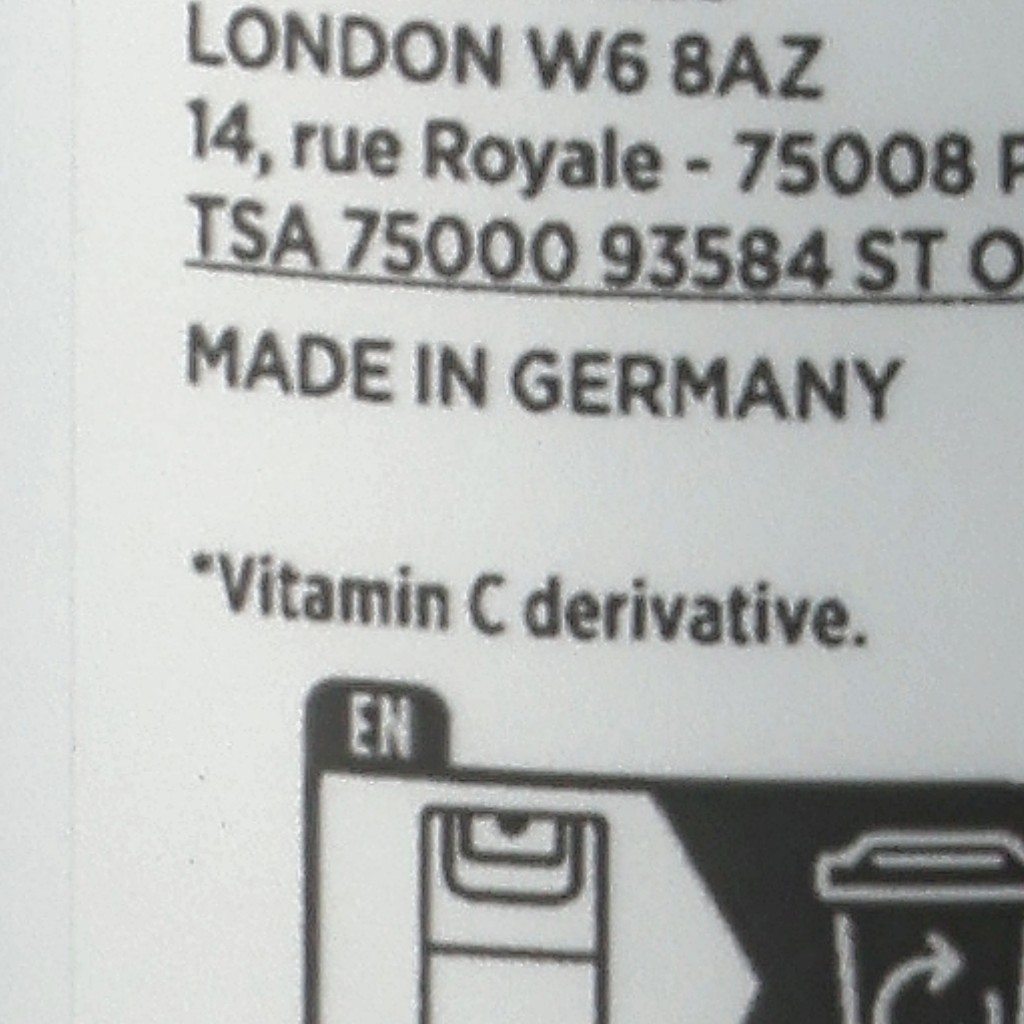 LONDON W6 8AZ
14, rue Royale - 75008
TSA 75000 93584 ST
MADE IN GERMANY
*Vitamin C derivative.
EN